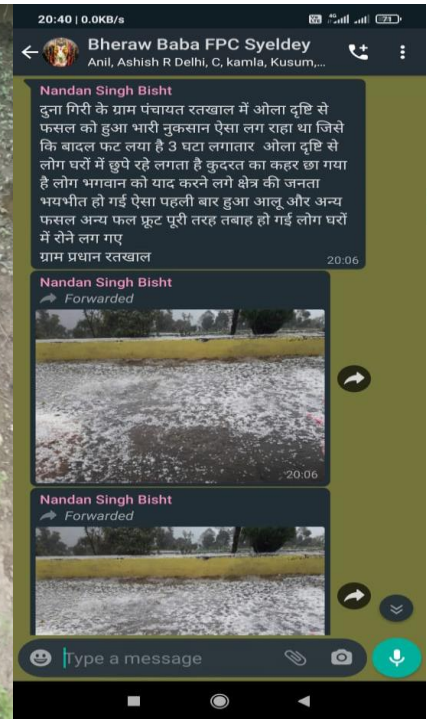 20:40 | 0.0KB/s
4G
72
Bheraw Baba FPC Syeldey
Anil, Ashish R Delhi, C, kamla, Kusum,...
Nandan Singh Bisht
दुना गिरी के ग्राम पंचायत रतखाल में ओला दृष्टि से
फसल को हुआ भारी नुकसान ऐसा लग रहा था जिसे
कि बादल फट लया है 3 घटा लगातार ओला दृष्टि से
लोग घरों में छुपे रहे लगता है कुदरत का कहर छा गया
है लोग भगवान को याद करने लगे क्षेत्र की जनता
भयभीत हो गई ऐसा पहली बार हुआ आलू और अन्य
फसल अन्य फल फ्रूट पूरी तरह तबाह हो गई लोग घरों
में रोने लग गए
ग्राम प्रधान रतखाल
20:06
Nandan Singh Bisht
Forwarded
20:06
Nandan Singh Bisht
Forwarded
Type a message